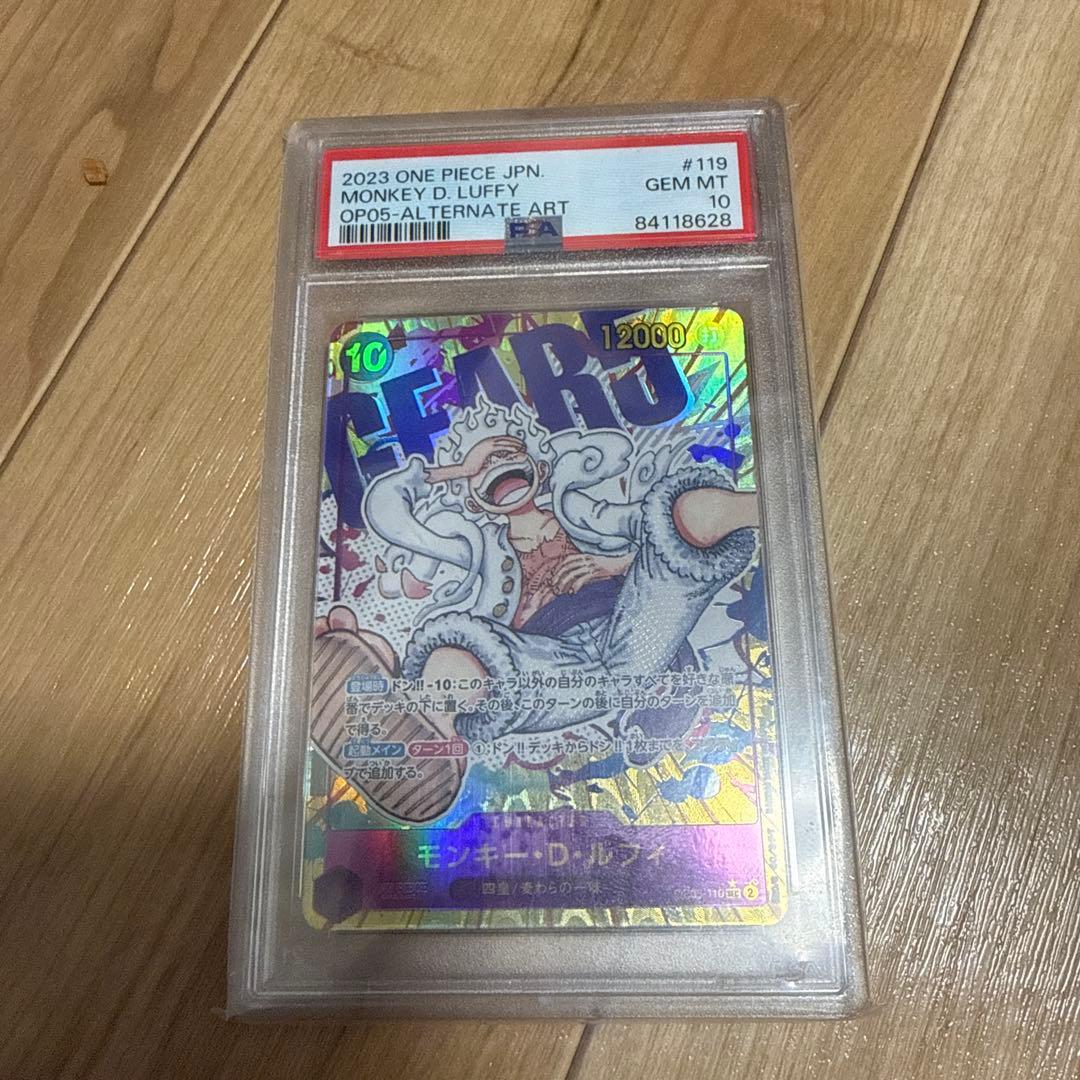 2023 ONE PIECE JPN.
MONKEY D. LUFFY
OP05-ALTERNATE ART
#119
GEM MT
10
84118628
PSA
10
12000
GEAR5
登場時 ドン!!-10:このキャラ以外の自分のキャラすべてを好きな順
番でデッキの下に置く。その後、このターンの後に自分のターンを追加
で得る。
起動メイン ターン1回 ①:ドン!!デッキからドン!!1枚までを
ブで追加する。
CHARACTER
モンキー・D・ルフィ
四皇/麦わらの一味
SEC 2